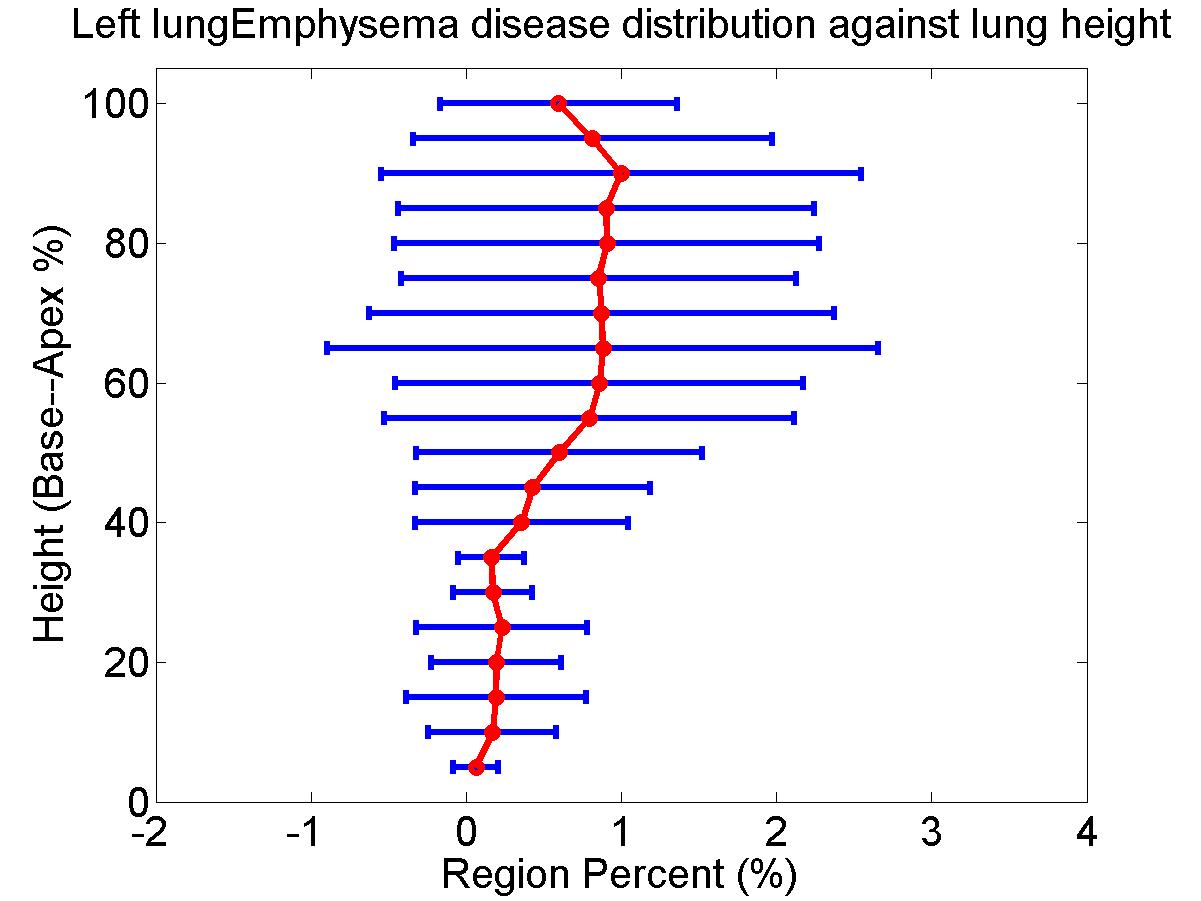 Left lungEmphysema disease distribution against lung height
100
80
60
40
20
0
Height (Base--Apex %)
-2 -1 0 1 2 3 4
Region Percent (%)